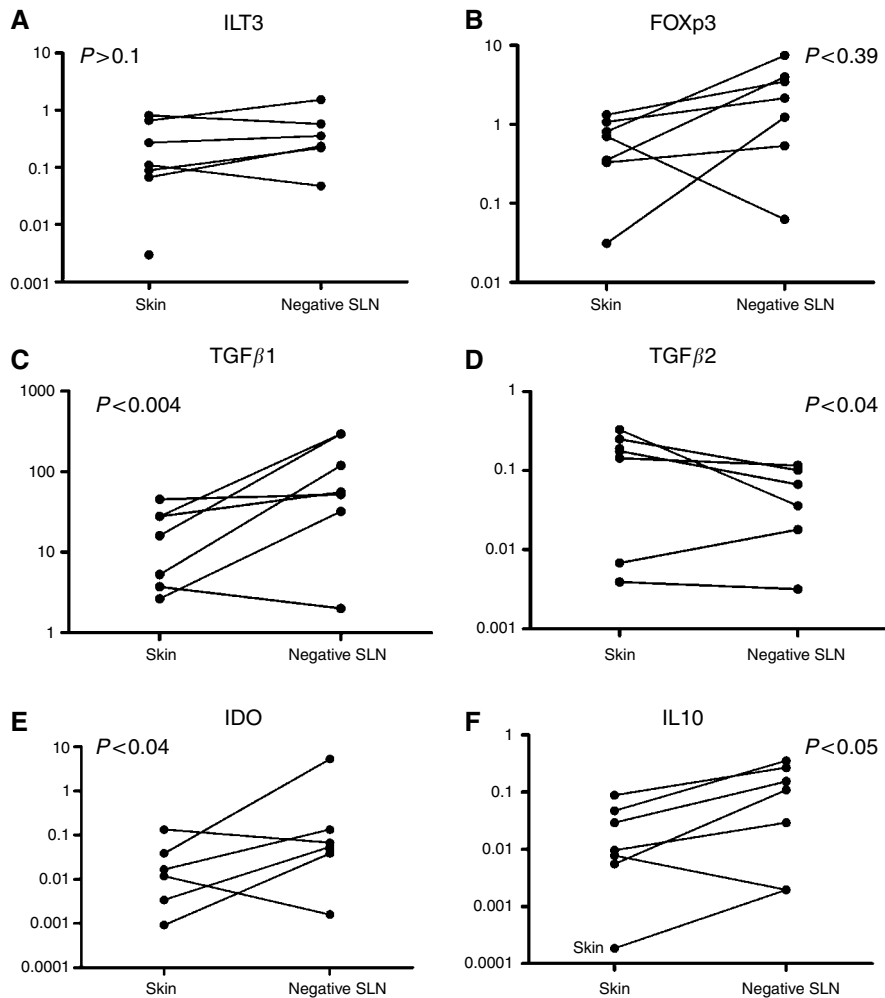 A
ILT3
P>0.1
10
1
0.1
0.01
0.001
Skin
Negative SLN
B
FOXp3
P<0.39
10
1
0.1
0.01
Skin
Negative SLN
C
TGFβ1
P<0.004
1000
100
10
1
Skin
Negative SLN
D
TGFβ2
P<0.04
1
0.1
0.01
0.001
Skin
Negative SLN
E
IDO
P<0.04
10
1
0.1
0.01
0.001
0.0001
Skin
Negative SLN
F
IL10
P<0.05
1
0.1
0.01
0.001
0.0001
Skin
Skin
Negative SLN